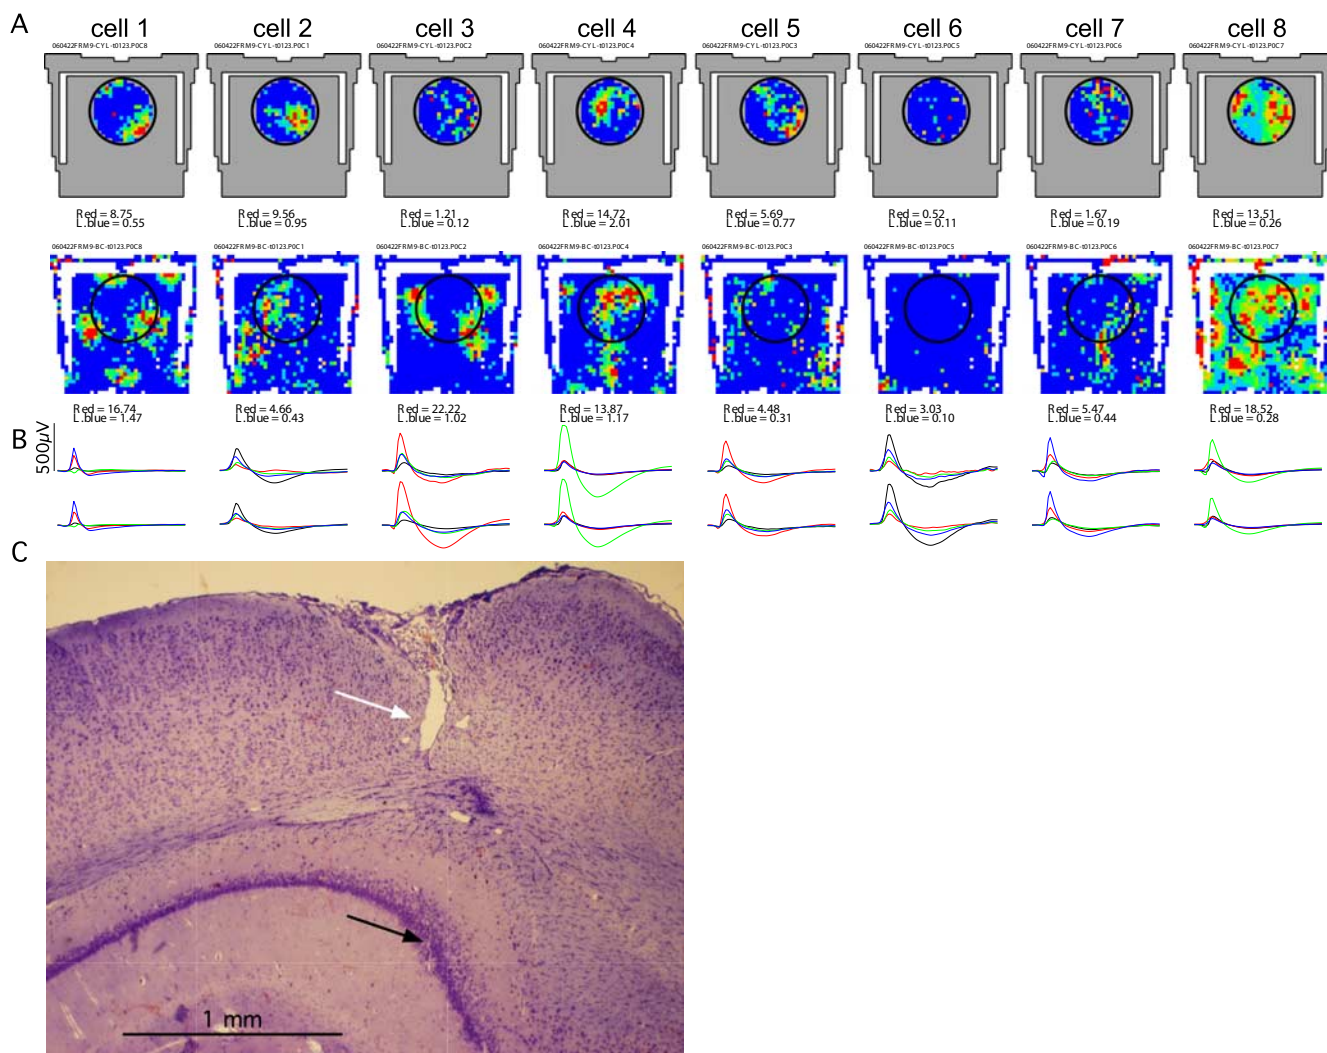 A
cell 1 cell 2 cell 3 cell 4 cell 5 cell 6 cell 7 cell 8
060422FRM9-CYL-t0123.P0C8 060422FRM9-CYL-t0123.P0C1 060422FRM9-CYL-t0123.P0C2 060422FRM9-CYL-t0123.P0C4 060422FRM9-CYL-t0123.P0C3 060422FRM9-CYL-t0123.P0C5 060422FRM9-CYL-t0123.P0C6 060422FRM9-CYL-t0123.P0C7
Red = 8.75 Red = 9.56 Red = 1.21 Red = 14.72 Red = 5.69 Red = 0.52 Red = 1.67 Red = 13.51
L.blue = 0.55 L.blue = 0.95 L.blue = 0.12 L.blue = 2.01 L.blue = 0.77 L.blue = 0.11 L.blue = 0.19 L.blue = 0.26
060422FRM9-BC-t0123.P0C8 060422FRM9-BC-t0123.P0C1 060422FRM9-BC-t0123.P0C2 060422FRM9-BC-t0123.P0C4 060422FRM9-BC-t0123.P0C3 060422FRM9-BC-t0123.P0C5 060422FRM9-BC-t0123.P0C6 060422FRM9-BC-t0123.P0C7
Red = 16.74 Red = 4.66 Red = 22.22 Red = 13.87 Red = 4.48 Red = 3.03 Red = 5.47 Red = 18.52
L.blue = 1.47 L.blue = 0.43 L.blue = 1.02 L.blue = 1.17 L.blue = 0.31 L.blue = 0.10 L.blue = 0.44 L.blue = 0.28
B
500µV
C
1 mm